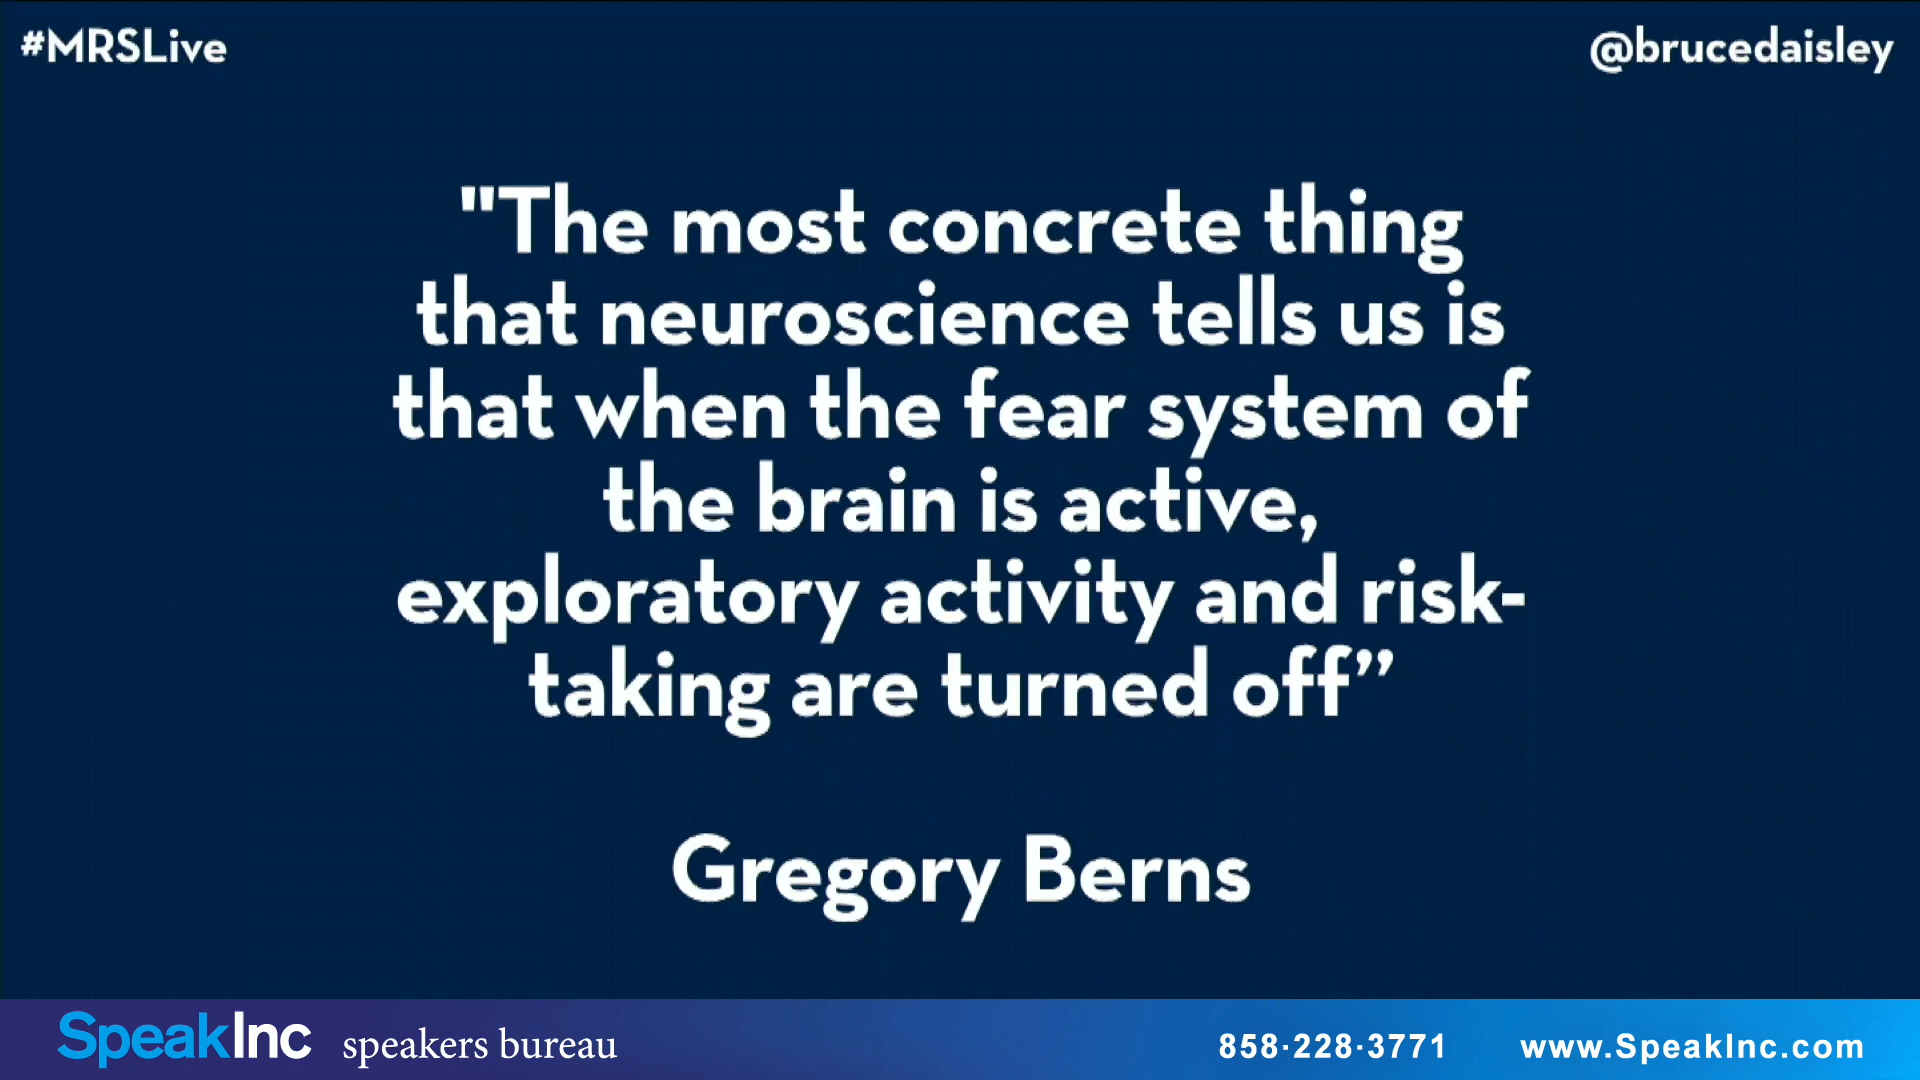 #MRSLive
@brucedaisley
"The most concrete thing
that neuroscience tells us is
that when the fear system of
the brain is active,
exploratory activity and risk-
taking are turned off”
Gregory Berns
SpeakInc speakers bureau
858·228·3771
www.SpeakInc.com